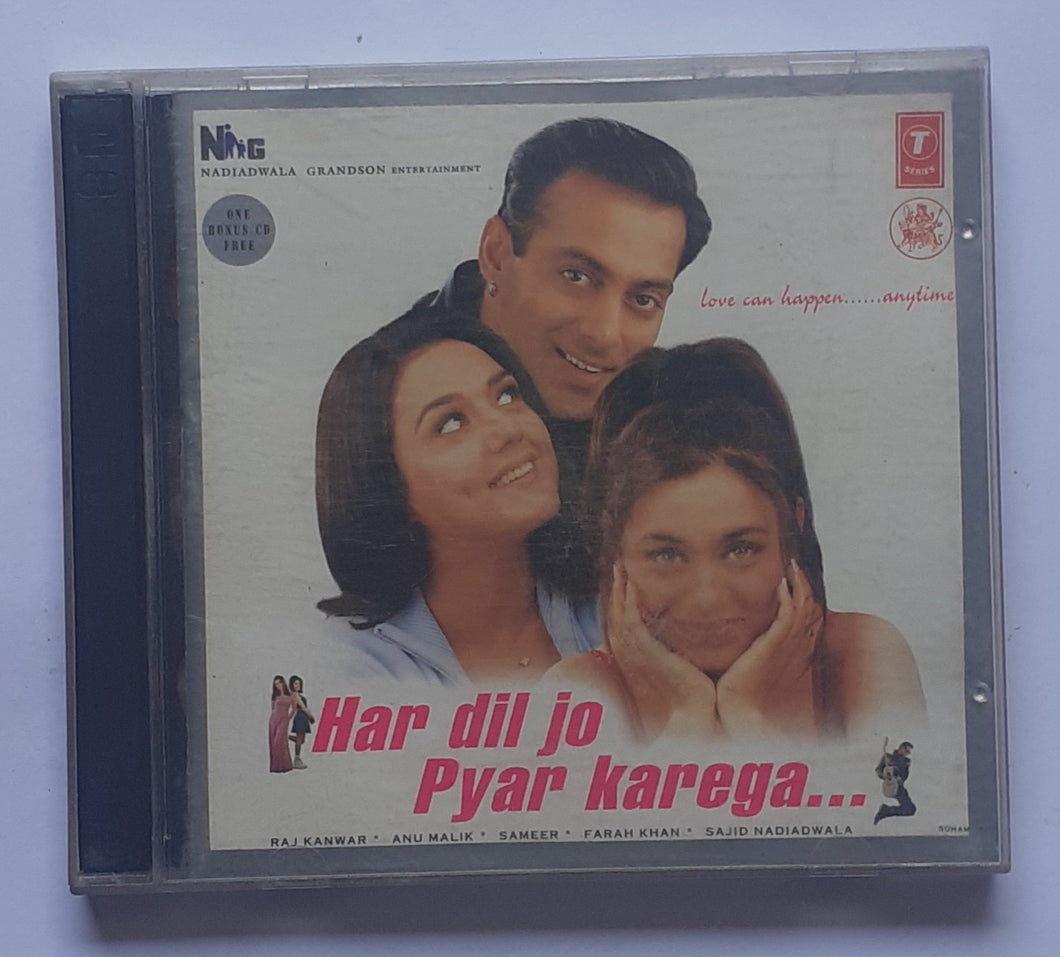 NG
NADIADWALA GRANDSON ENTERTAINMENT
ONE
BONUS CD
FREE
T
SERIES
love can happen......anytime
Har dil jo
Pyar karega...
RAJ KANWAR * ANU MALIK * SAMEER * FARAH KHAN * SAJID NADIADWALA
SOHAM